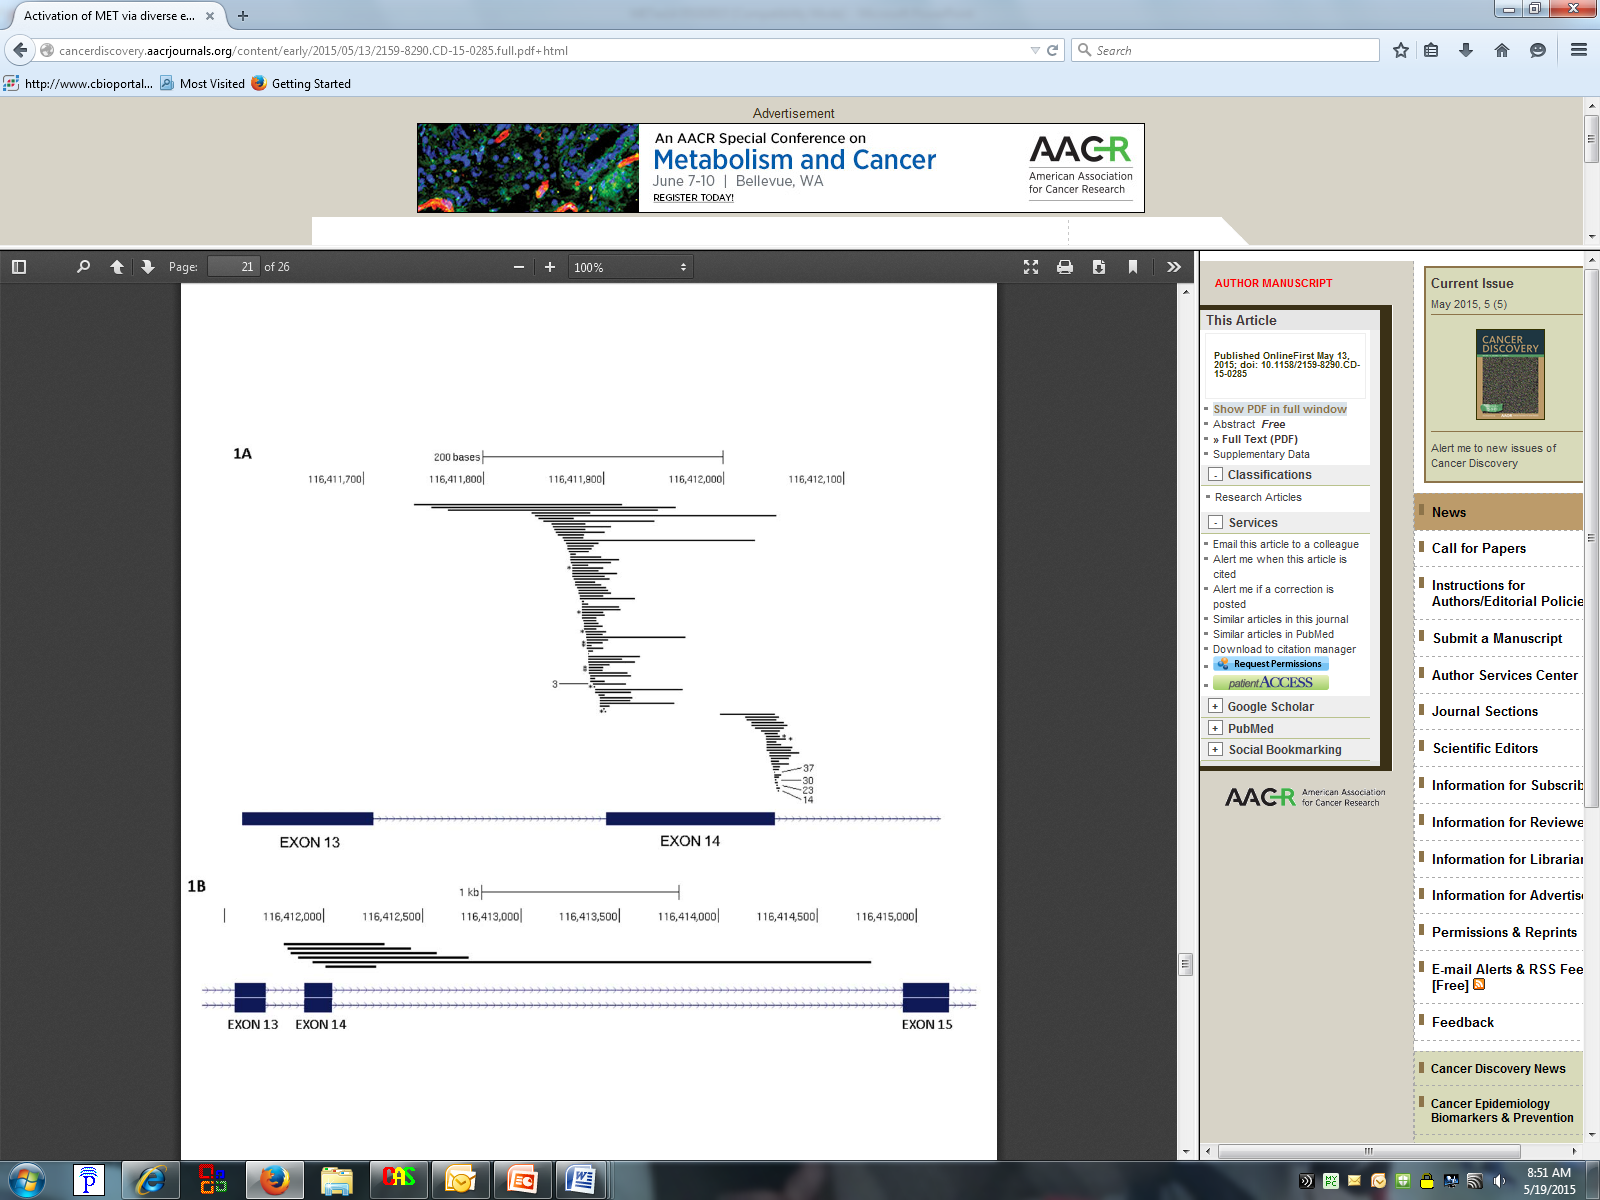 Activation of MET via diverse e...
cancerdiscovery.aacrjournals.org/content/early/2015/05/13/2159-8290.CD-15-0285.full.pdf+html
Search
http://www.cbioportal...
Most Visited
Getting Started
Advertisement
An AACR Special Conference on
Metabolism and Cancer
June 7-10 | Bellevue, WA
REGISTER TODAY!
AACR
American Association
for Cancer Research
Page: 21 of 26
100%
1A
200 bases
116,411,700
116,411,800
116,411,900
116,412,000
116,412,100
3
37
30
23
14
EXON 13
EXON 14
1B
1 kb
116,412,000
116,412,500
116,413,000
116,413,500
116,414,000
116,414,500
116,415,000
EXON 13
EXON 14
EXON 15
AUTHOR MANUSCRIPT
This Article
Published OnlineFirst May 13,
2015; doi: 10.1158/2159-8290.CD-
15-0285
Show PDF in full window
Abstract Free
» Full Text (PDF)
Supplementary Data
- Classifications
Research Articles
- Services
Email this article to a colleague
Alert me when this article is
cited
Alert me if a correction is
posted
Similar articles in this journal
Similar articles in PubMed
Download to citation manager
Request Permissions
patientACCESS
+ Google Scholar
+ PubMed
+ Social Bookmarking
AACR
American Association
for Cancer Research
Current Issue
May 2015, 5 (5)
CANCER
DISCOVERY
Alert me to new issues of
Cancer Discovery
News
Call for Papers
Instructions for
Authors/Editorial Policie
Submit a Manuscript
Author Services Center
Journal Sections
Scientific Editors
Information for Subscrib
Information for Reviewe
Information for Librarian
Information for Advertis
Permissions & Reprints
E-mail Alerts & RSS Fee
[Free]
Feedback
Cancer Discovery News
Cancer Epidemiology
Biomarkers & Prevention
CAS
MY
PC
8:51 AM
5/19/2015